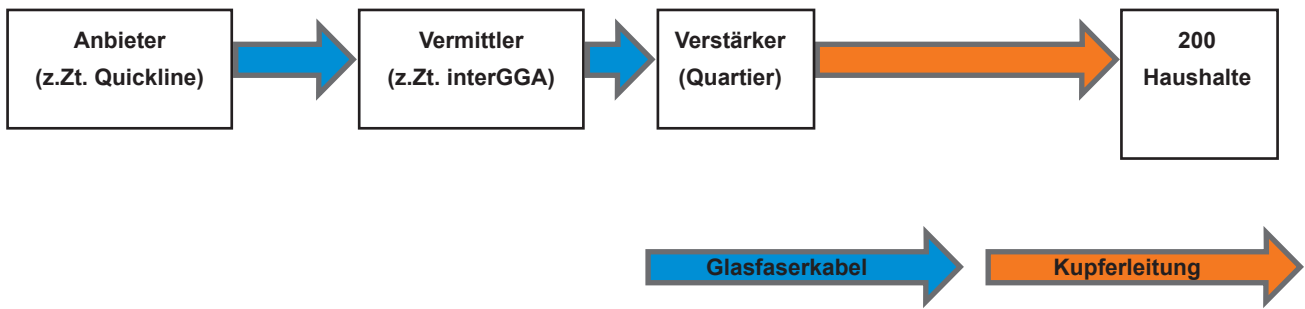 Anbieter
(z.Zt. Quickline)
Vermittler
(z.Zt. interGGA)
Verstärker
(Quartier)
200
Haushalte
Glasfaserkabel
Kupferleitung